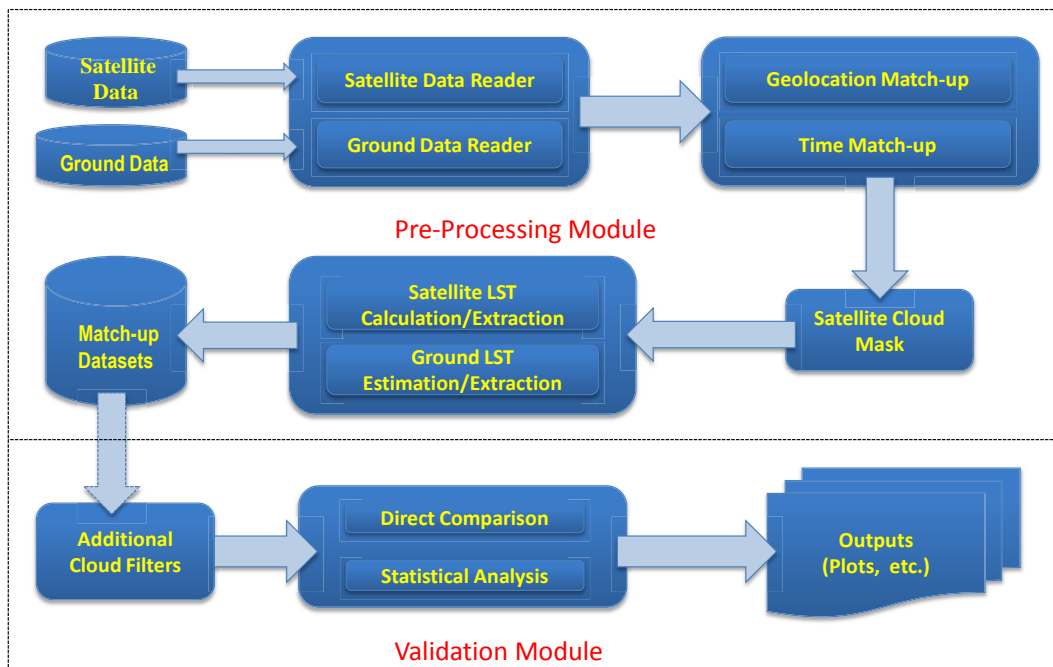 Satellite
Data
Satellite Data Reader
Geolocation Match-up
Ground Data
Ground Data Reader
Time Match-up
Pre-Processing Module
Match-up
Datasets
Satellite LST
Calculation/Extraction
Ground LST
Estimation/Extraction
Satellite Cloud
Mask
Additional
Cloud Filters
Direct Comparison
Statistical Analysis
Outputs
(Plots, etc.)
Validation Module